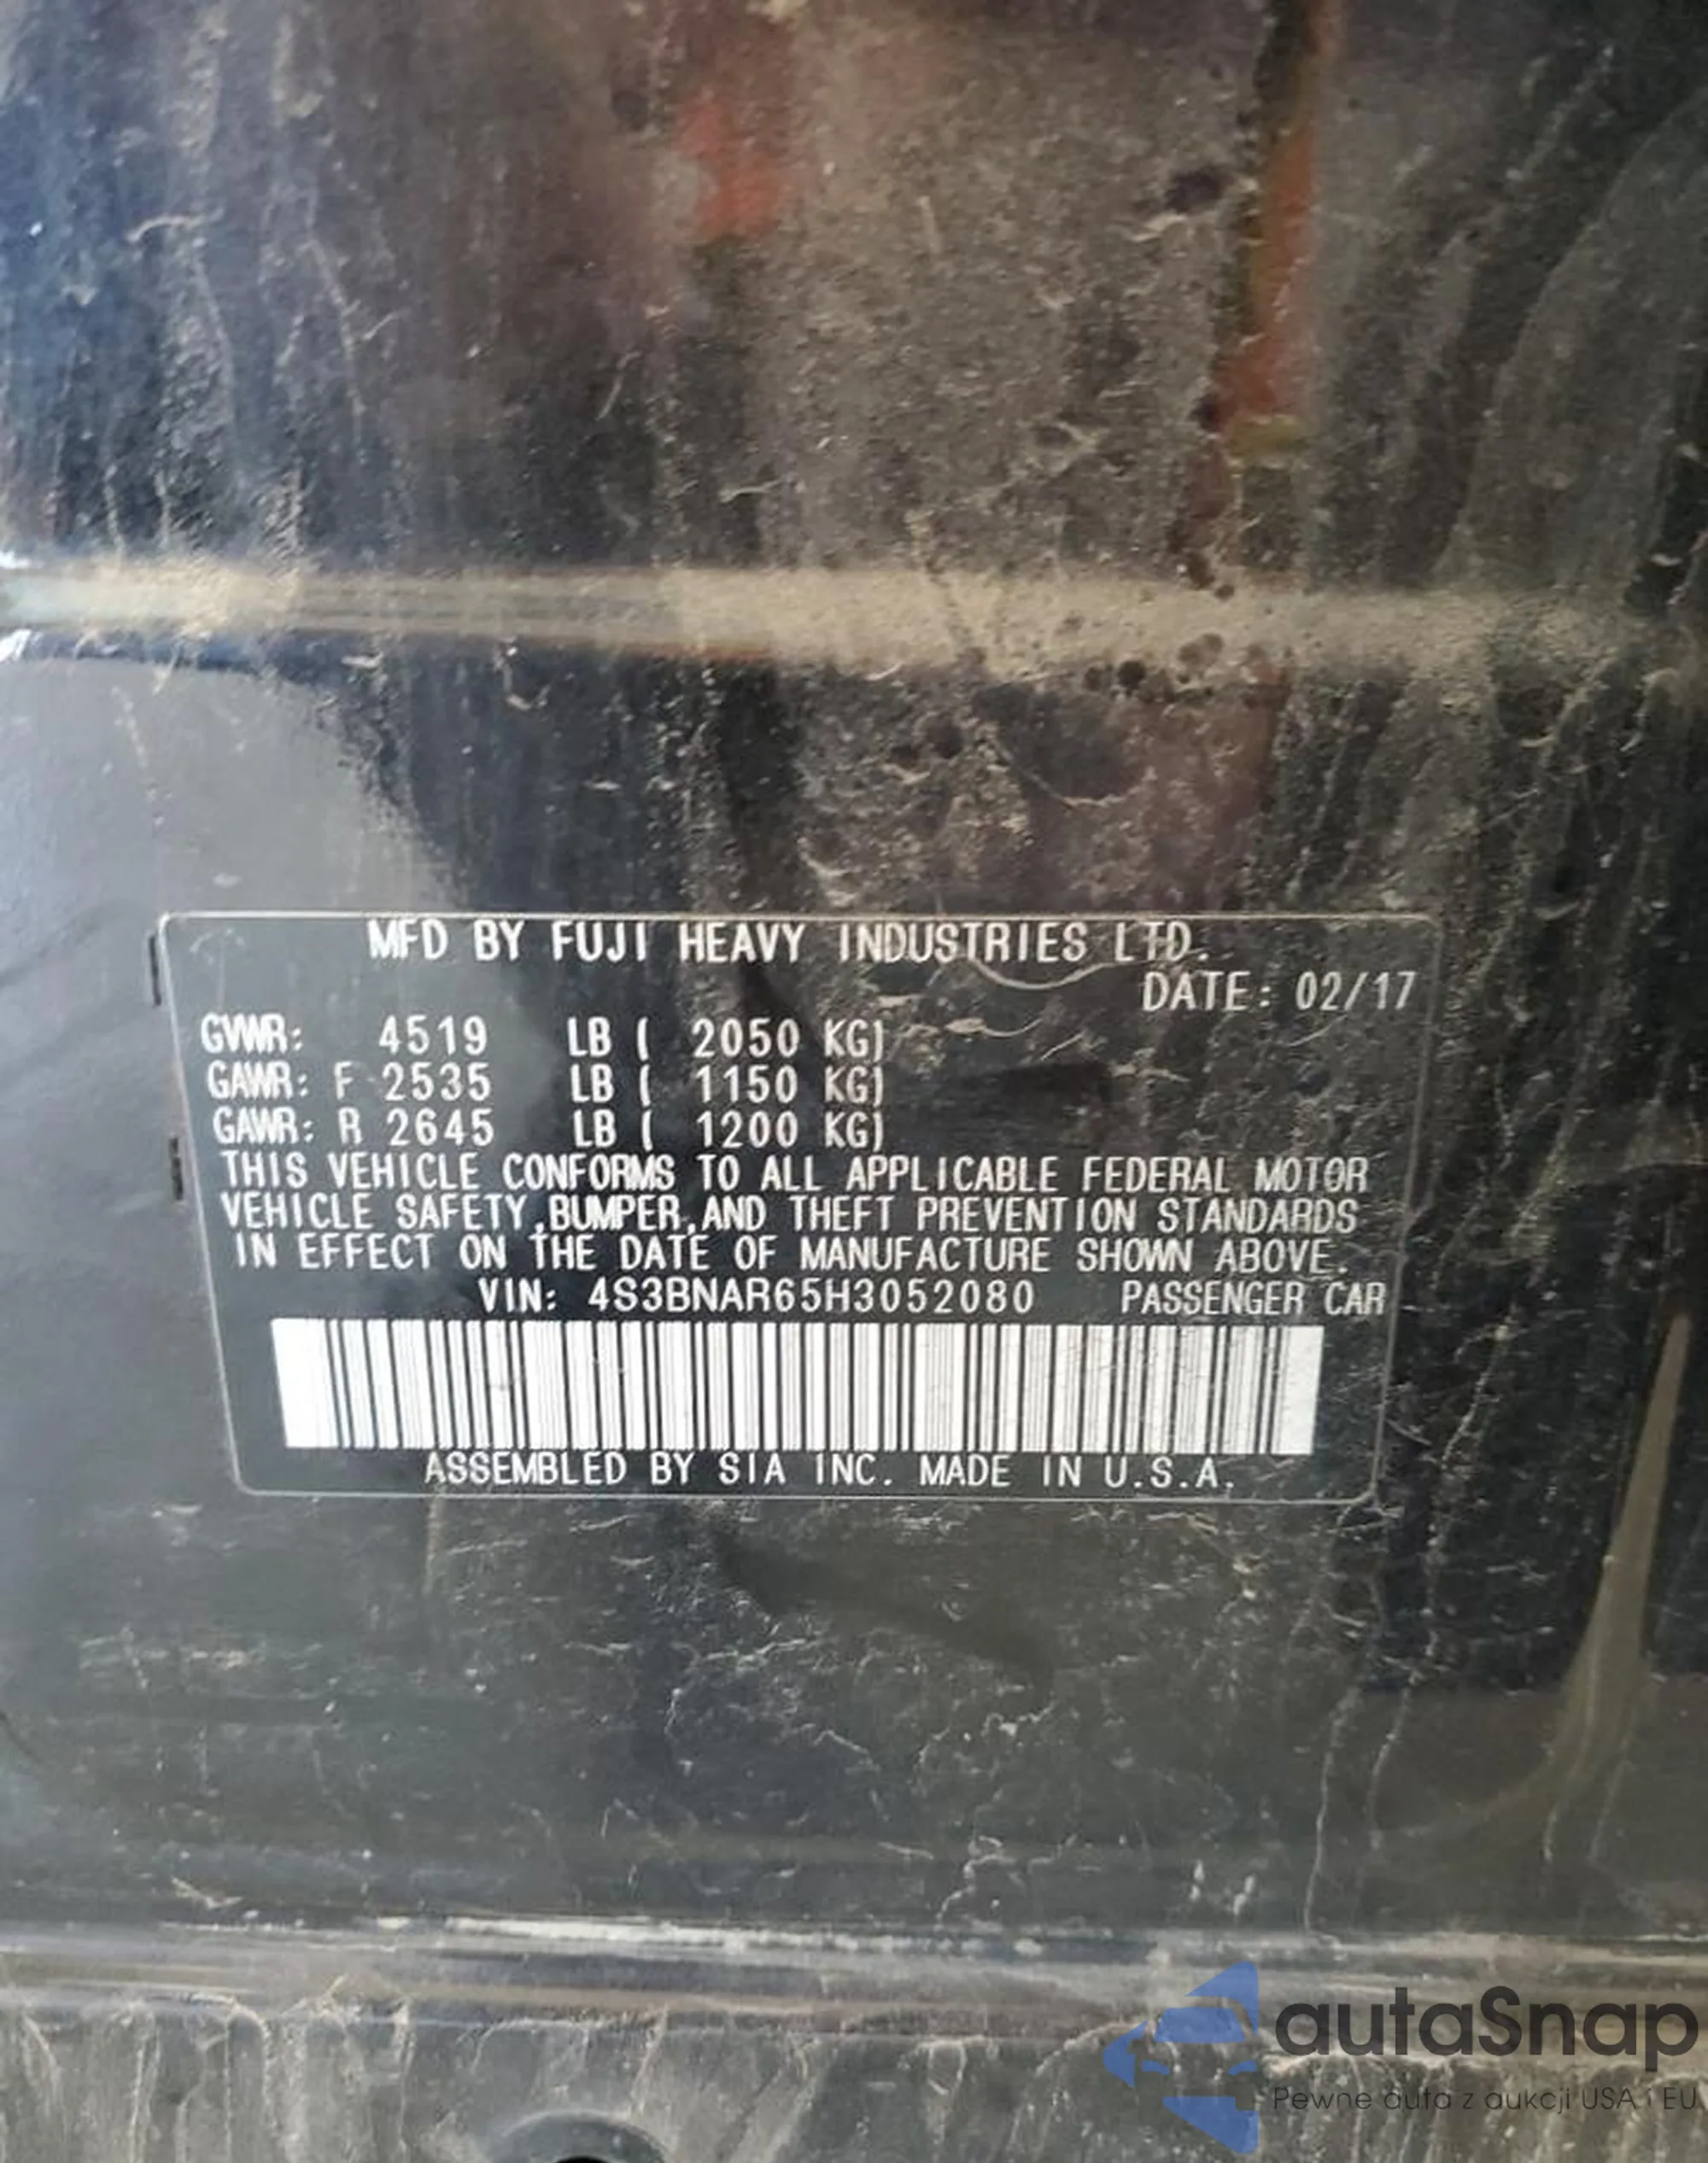 MFD BY FUJI HEAVY INDUSTRIES LTD.
DATE: 02/17
GVWR: 4519 LB ( 2050 KG)
GAWR: F 2535 LB ( 1150 KG)
GAWR: R 2645 LB ( 1200 KG)
THIS VEHICLE CONFORMS TO ALL APPLICABLE FEDERAL MOTOR
VEHICLE SAFETY,BUMPER,AND THEFT PREVENTION STANDARDS
IN EFFECT ON THE DATE OF MANUFACTURE SHOWN ABOVE.
VIN: 4S3BNAR65H3052080 PASSENGER CAR
ASSEMBLED BY SIA INC. MADE IN U.S.A.
autaSnap
Pewne auta z aukcji USA i EU